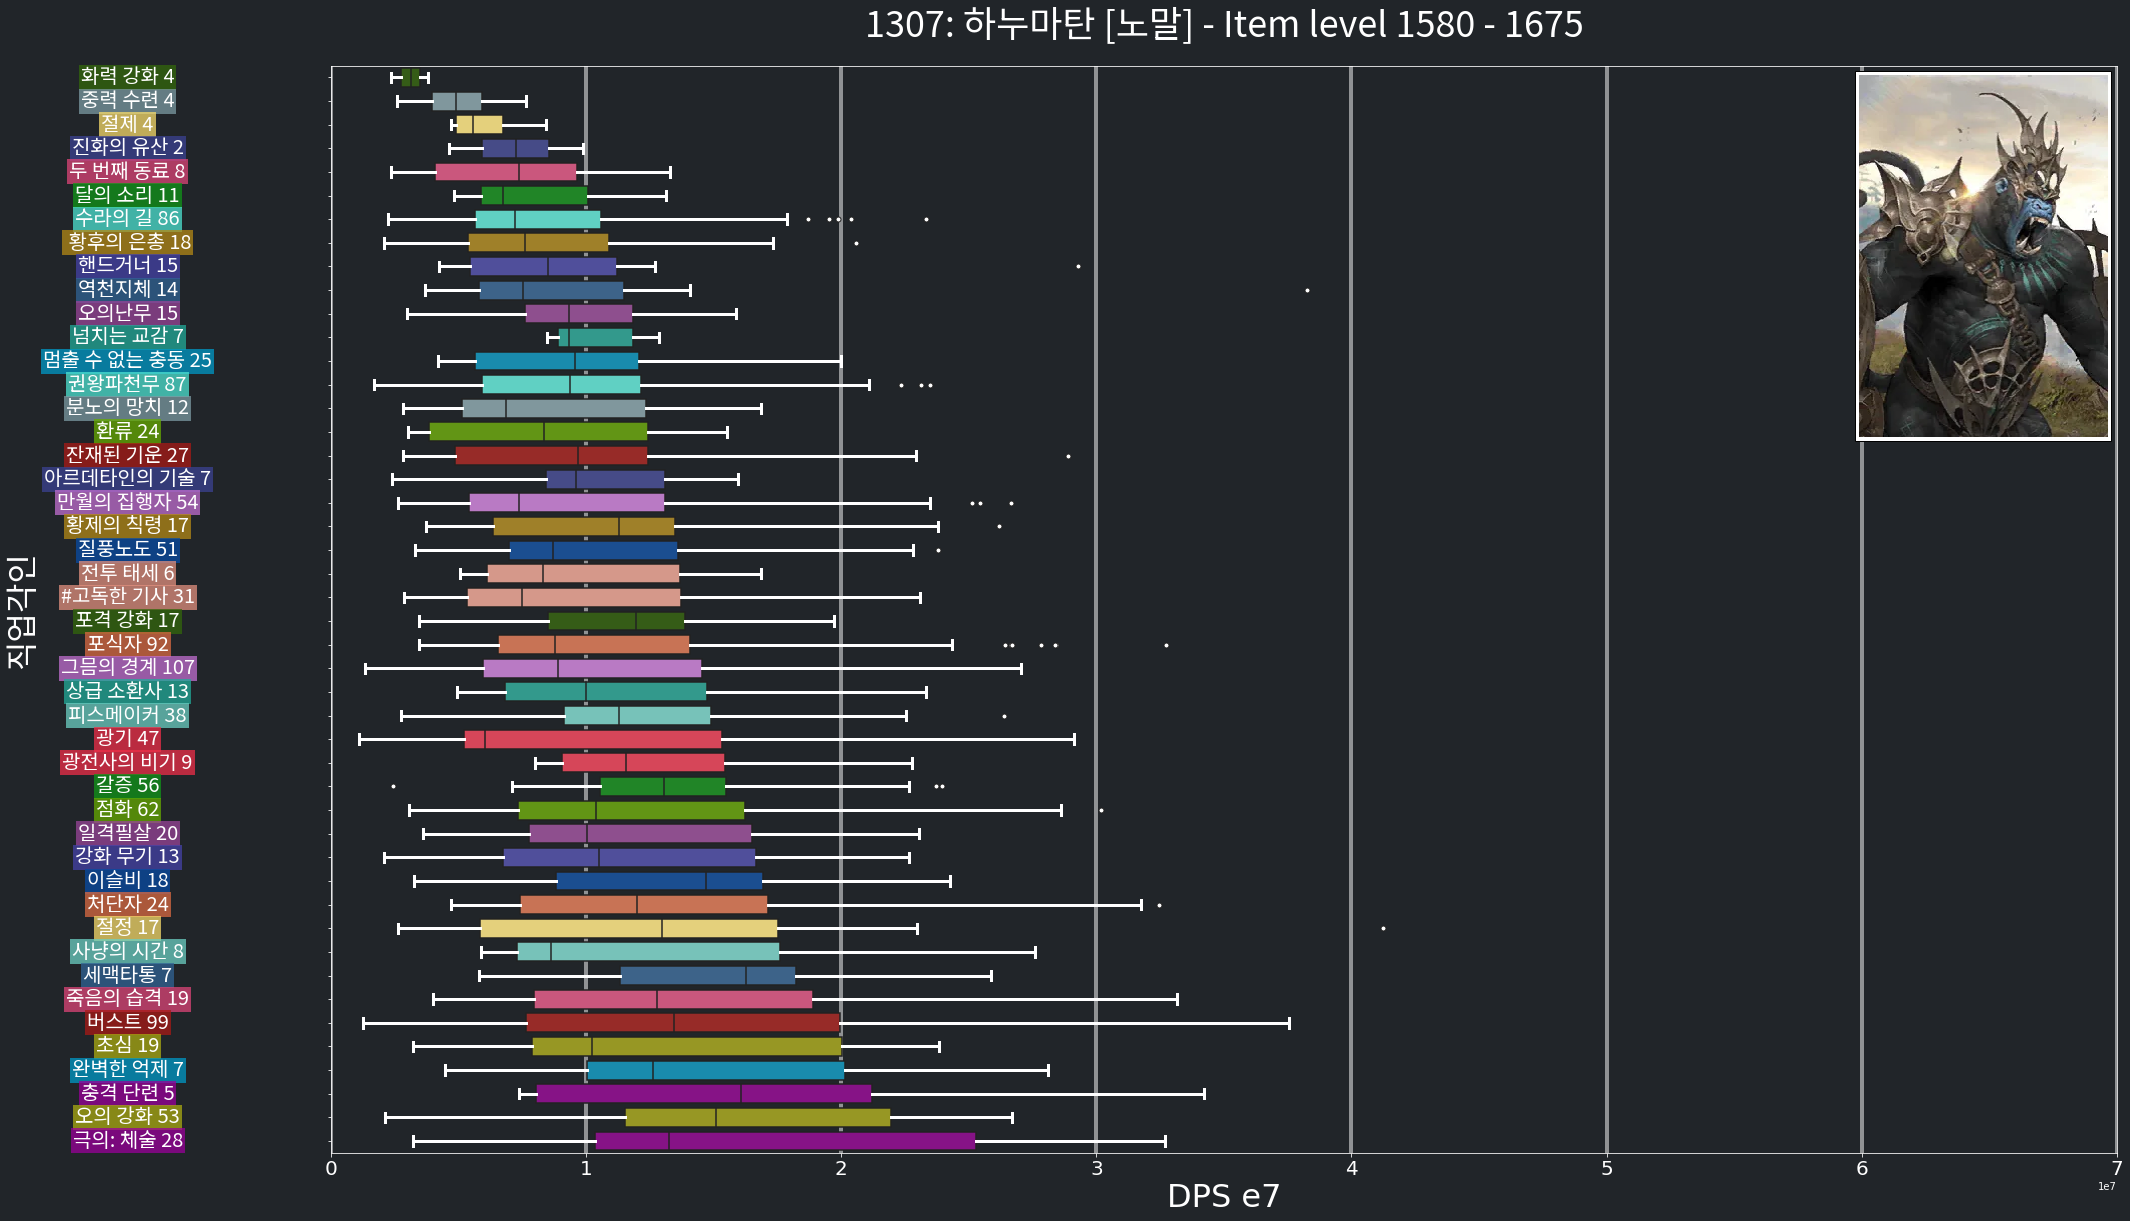 1307: 하누마탄 [노말] - Item level 1580 - 1675
화력 강화 4
중력 수련 4
절제 4
진화의 유산 2
두 번째 동료 8
달의 소리 11
수라의 길 86
황후의 은총 18
핸드거너 15
역천지체 14
오의난무 15
넘치는 교감 7
멈출 수 없는 충동 25
권왕파천무 87
분노의 망치 12
환류 24
잔재된 기운 27
아르데타인의 기술 7
만월의 집행자 54
황제의 칙령 17
질풍노도 51
전투 태세 6
#고독한 기사 31
포격 강화 17
포식자 92
그믐의 경계 107
상급 소환사 13
피스메이커 38
광기 47
광전사의 비기 9
갈증 56
점화 62
일격필살 20
강화 무기 13
이슬비 18
처단자 24
절정 17
사냥의 시간 8
세맥타통 7
죽음의 습격 19
버스트 99
초심 19
완벽한 억제 7
충격 단련 5
오의 강화 53
극의: 체술 28
직업각인
0 1 2 3 4 5 6 7
1e7
DPS e7